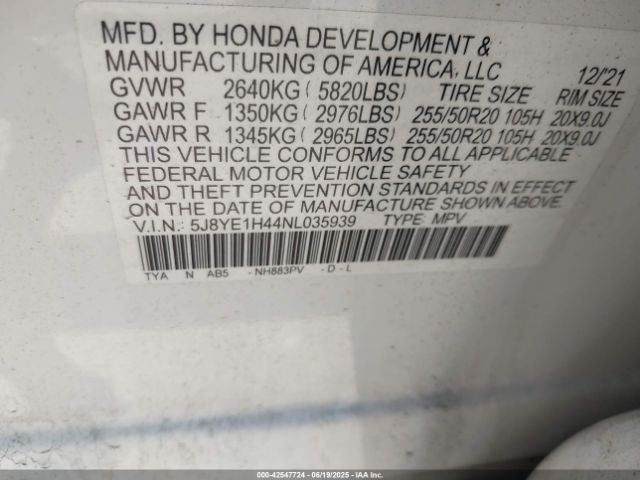 MFD. BY HONDA DEVELOPMENT &
MANUFACTURING OF AMERICA, LLC 12/'21
GVWR 2640KG ( 5820LBS) TIRE SIZE RIM SIZE
GAWR F 1350KG ( 2976LBS) 255/50R20 105H 20X9.0J
GAWR R 1345KG ( 2965LBS) 255/50R20 105H 20X9.0J
THIS VEHICLE CONFORMS TO ALL APPLICABLE
FEDERAL MOTOR VEHICLE SAFETY
AND THEFT PREVENTION STANDARDS IN EFFECT
ON THE DATE OF MANUFACTURE SHOWN ABOVE.
V.I.N.: 5J8YE1H44NL035939 TYPE MPV
TYA N AB5 -NH883PV -D-L
000-42547724 - 06/19/2025 - IAA, Inc.